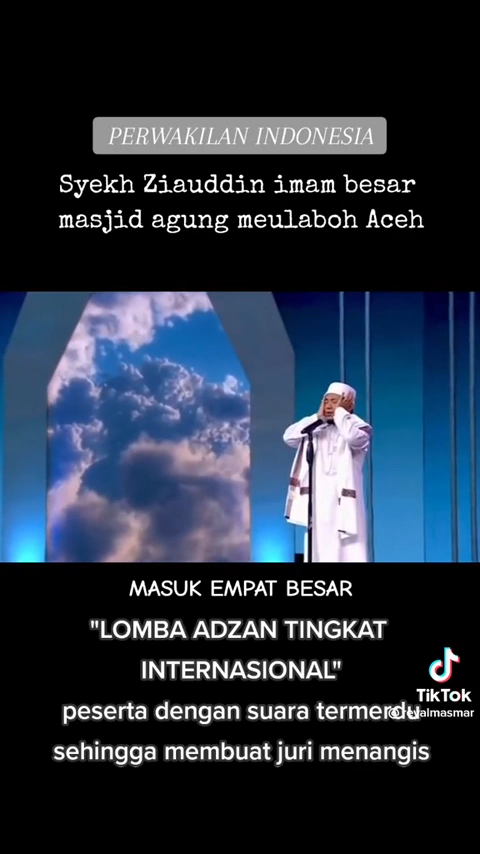 PERWAKILAN INDONESIA
Syekh Ziauddin imam besar
masjid agung meulaboh Aceh
MASUK EMPAT BESAR
"LOMBA ADZAN TINGKAT
INTERNASIONAL"
TikTok
peserta dengan suara termerdu
sehingga membuat juri menangis